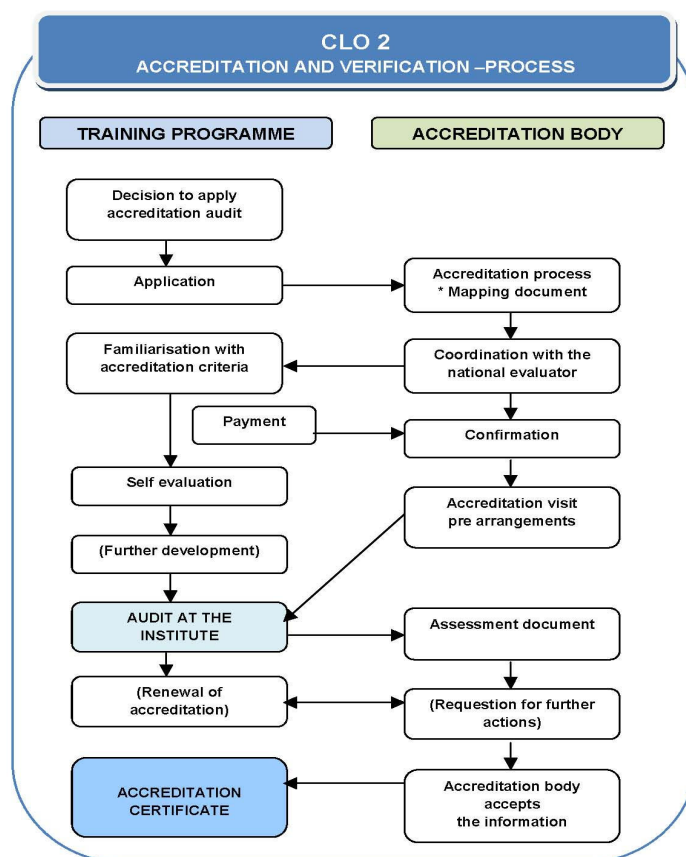 CLO 2
ACCREDITATION AND VERIFICATION –PROCESS
TRAINING PROGRAMME
ACCREDITATION BODY
Decision to apply
accreditation audit
Application
Accreditation process
* Mapping document
Familiarisation with
accreditation criteria
Coordination with the
national evaluator
Payment
Confirmation
Self evaluation
Accreditation visit
pre arrangements
(Further development)
AUDIT AT THE
INSTITUTE
Assessment document
(Renewal of
accreditation)
(Requestion for further
actions)
ACCREDITATION
CERTIFICATE
Accreditation body
accepts
the information